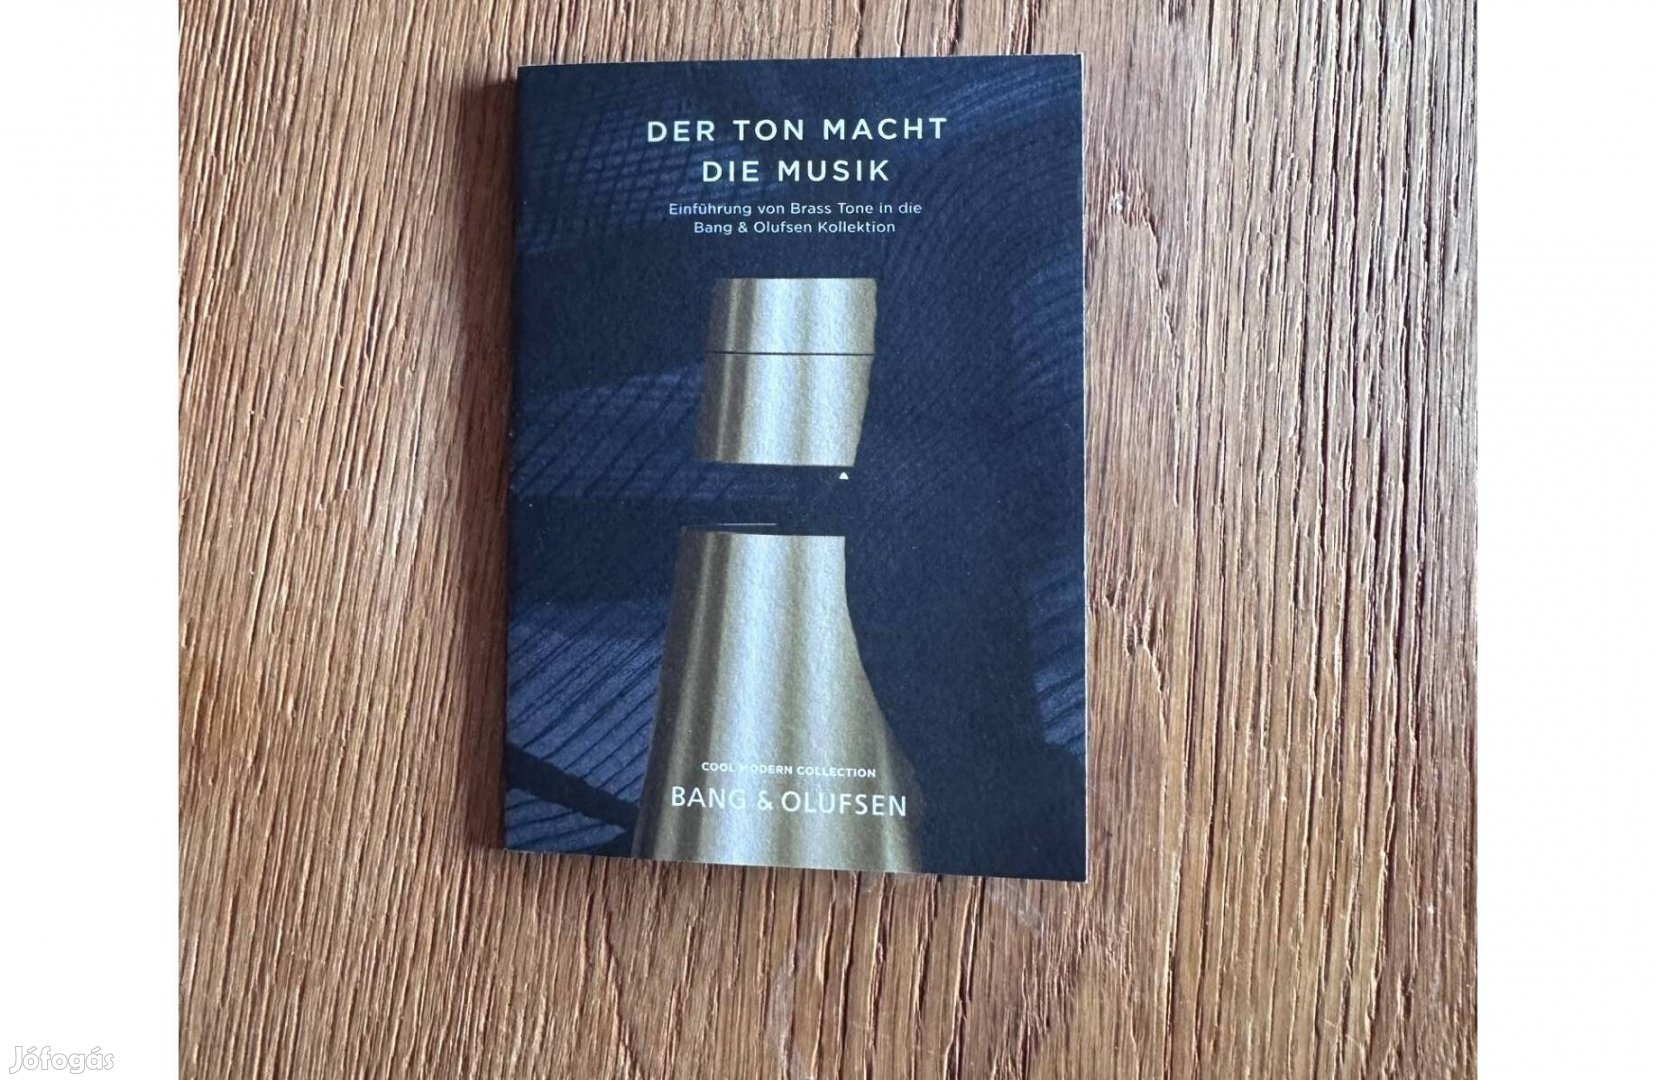 DER TON MACHT
DIE MUSIK
Einführung von Brass Tone in die
Bang & Olufsen Kollektion
COOL MODERN COLLECTION
BANG & OLUFSEN
Jófogás